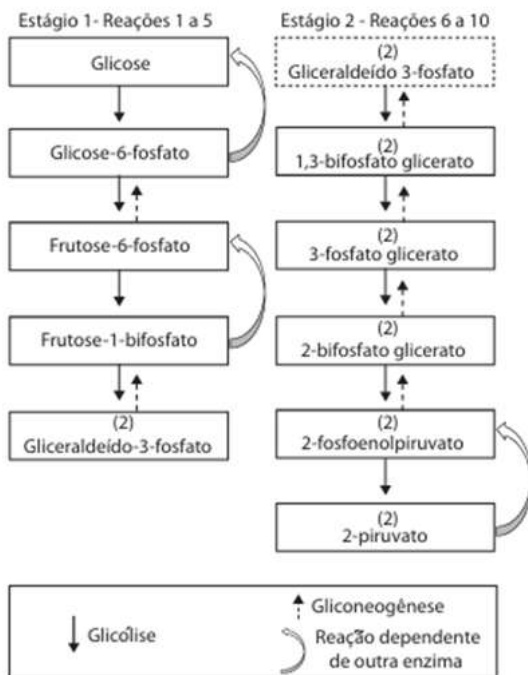 Estágio 1- Reações 1 a 5
Glicose
Glicose-6-fosfato
Frutose-6-fosfato
Frutose-1-bifosfato
(2)
Gliceraldeído-3-fosfato
Estágio 2 - Reações 6 a 10
(2)
Gliceraldeído 3-fosfato
(2)
1,3-bifosfato glicerato
(2)
3-fosfato glicerato
(2)
2-bifosfato glicerato
(2)
2-fosfoenolpiruvato
(2)
2-piruvato
Glicólise
Gliconeogênese
Reação dependente
de outra enzima